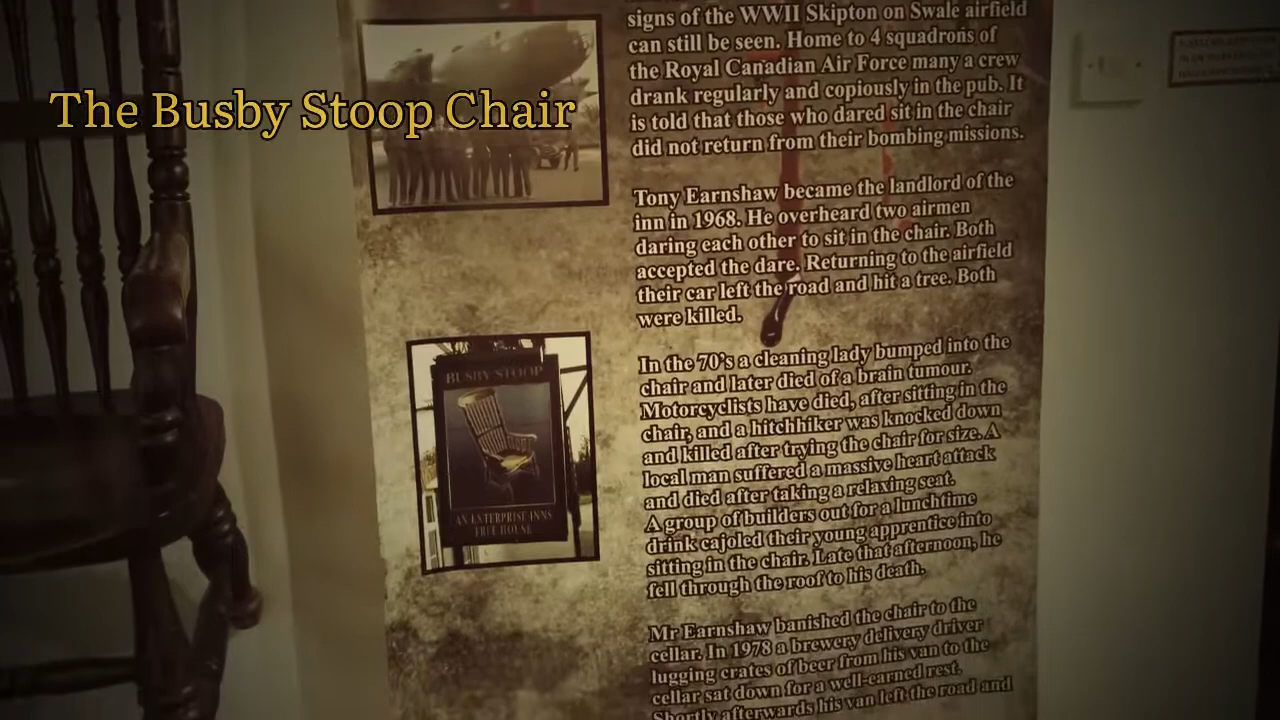 The Busby Stoop Chair
signs of the WWII Skipton on Swale airfield
can still be seen. Home to 4 squadrons of
the Royal Canadian Air Force many a crew
drank regularly and copiously in the pub. It
is told that those who dared sit in the chair
did not return from their bombing missions.
Tony Earnshaw became the landlord of the
inn in 1968. He overheard two airmen
daring each other to sit in the chair. Both
accepted the dare. Returning to the airfield
their car left the road and hit a tree. Both
were killed.
In the 70's a cleaning lady bumped into the
chair and later died of a brain tumour.
Motorcyclists have died, after sitting in the
chair, and a hitchhiker was knocked down
and killed after trying the chair for size. A
local man suffered a massive heart attack
and died after taking a relaxing seat.
A group of builders out for a lunchtime
drink cajoled their young apprentice into
sitting in the chair. Late that afternoon, he
fell through the roof to his death.
Mr Earnshaw banished the chair to the
cellar. In 1978 a brewery delivery driver
lugging crates of beer from his van to the
cellar sat down for a well-earned rest.
Shortly afterwards his van left the road and
BUSBY STOOP
AN ENTERPRISE INNS
FREE HOUSE